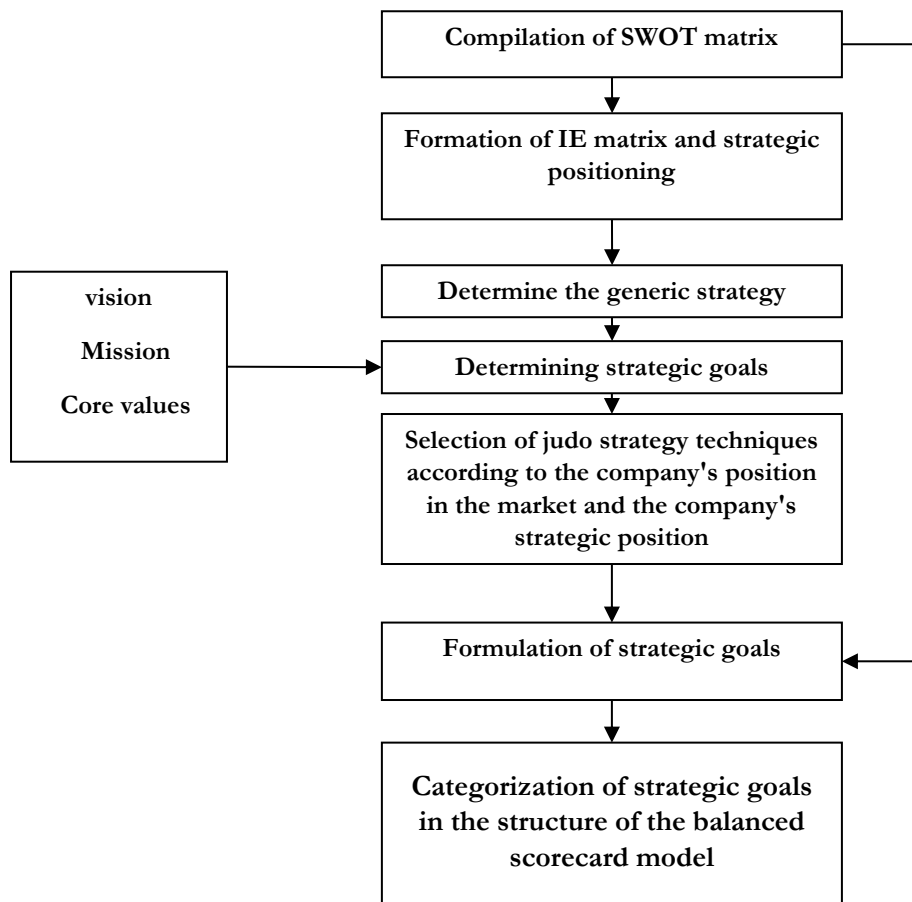 Compilation of SWOT matrix
Formation of IE matrix and strategic
positioning
Determine the generic strategy
vision
Mission
Core values
Determining strategic goals
Selection of judo strategy techniques
according to the company's position
in the market and the company's
strategic position
Formulation of strategic goals
Categorization of strategic goals
in the structure of the balanced
scorecard model